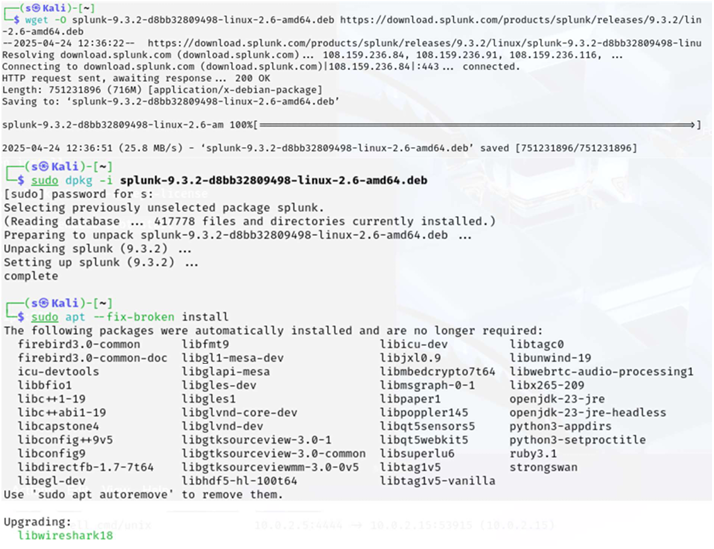 ┌──(s㉿Kali)-[~]
└─$ wget -O splunk-9.3.2-d8bb32809498-linux-2.6-amd64.deb https://download.splunk.com/products/splunk/releases/9.3.2/lin
-2.6-amd64.deb
--2025-04-24 12:36:22-- https://download.splunk.com/products/splunk/releases/9.3.2/linux/splunk-9.3.2-d8bb32809498-linu
Resolving download.splunk.com (download.splunk.com)... 108.159.236.84, 108.159.236.91, 108.159.236.116, ...
Connecting to download.splunk.com (download.splunk.com)|108.159.236.84|:443... connected.
HTTP request sent, awaiting response... 200 OK
Length: 751231896 (716M) [application/x-debian-package]
Saving to: ‘splunk-9.3.2-d8bb32809498-linux-2.6-amd64.deb’
splunk-9.3.2-d8bb32809498-linux-2.6-am 100%[===================================================>]
2025-04-24 12:36:51 (25.8 MB/s) - ‘splunk-9.3.2-d8bb32809498-linux-2.6-amd64.deb’ saved [751231896/751231896]
┌──(s㉿Kali)-[~]
└─$ sudo dpkg -i splunk-9.3.2-d8bb32809498-linux-2.6-amd64.deb
[sudo] password for s:
Selecting previously unselected package splunk.
(Reading database ... 417778 files and directories currently installed.)
Preparing to unpack splunk-9.3.2-d8bb32809498-linux-2.6-amd64.deb ...
Unpacking splunk (9.3.2) ...
Setting up splunk (9.3.2) ...
complete
┌──(s㉿Kali)-[~]
└─$ sudo apt --fix-broken install
The following packages were automatically installed and are no longer required:
firebird3.0-common libfmt9 libicu-dev libtagc0
firebird3.0-common-doc libgl1-mesa-dev libjxl0.9 libunwind-19
icu-devtools libglapi-mesa libmbedcrypto7t64 libwebrtc-audio-processing1
libbfio1 libgles-dev libmsgraph-0-1 libx265-209
libc++1-19 libgles1 libpaper1 openjdk-23-jre
libc++abi1-19 libglvnd-core-dev libpoppler145 openjdk-23-jre-headless
libcapstone4 libglvnd-dev libqt5sensors5 python3-appdirs
libconfig++9v5 libgtksourceview-3.0-1 libqt5webkit5 python3-setproctitle
libconfig9 libgtksourceview-3.0-common libsuperlu6 ruby3.1
libdirectfb-1.7-7t64 libgtksourceviewmm-3.0-0v5 libtag1v5 strongswan
libegl-dev libhdf5-hl-100t64 libtag1v5-vanilla
Use 'sudo apt autoremove' to remove them.
Upgrading:
libwireshark18